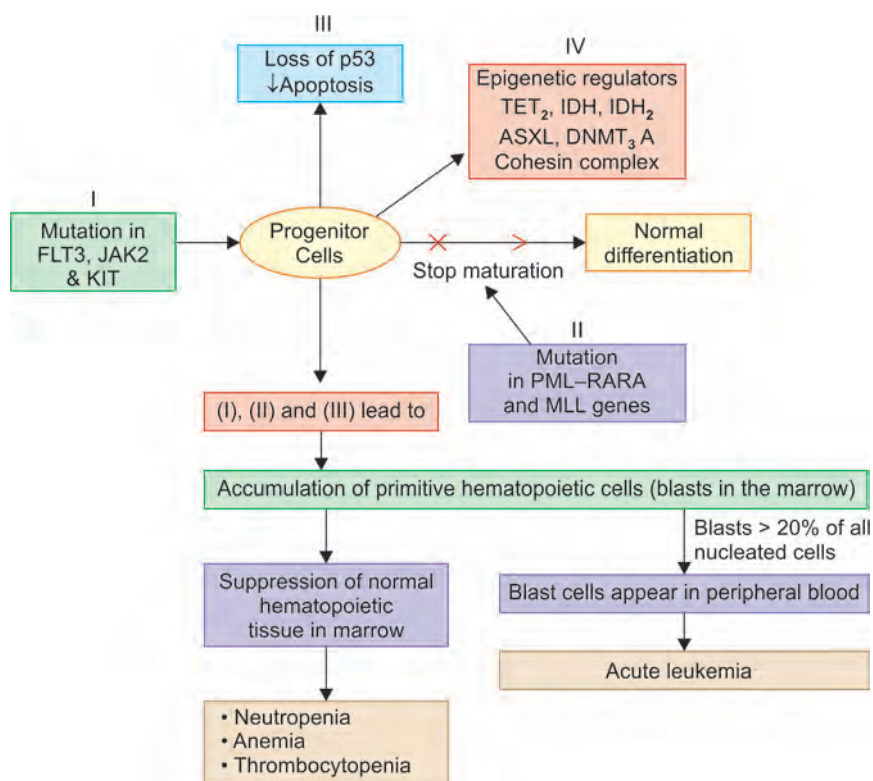 III
Loss of p53
↓Apoptosis
IV
Epigenetic regulators
TET₂, IDH, IDH₂
ASXL, DNMT₃ A
Cohesin complex
I
Mutation in
FLT3, JAK2
& KIT
Progenitor
Cells
Stop maturation
Normal
differentiation
II
Mutation
in PML–RARA
and MLL genes
(I), (II) and (III) lead to
Accumulation of primitive hematopoietic cells (blasts in the marrow)
Blasts > 20% of all
nucleated cells
Suppression of normal
hematopoietic
tissue in marrow
Blast cells appear in peripheral blood
Acute leukemia
• Neutropenia
• Anemia
• Thrombocytopenia